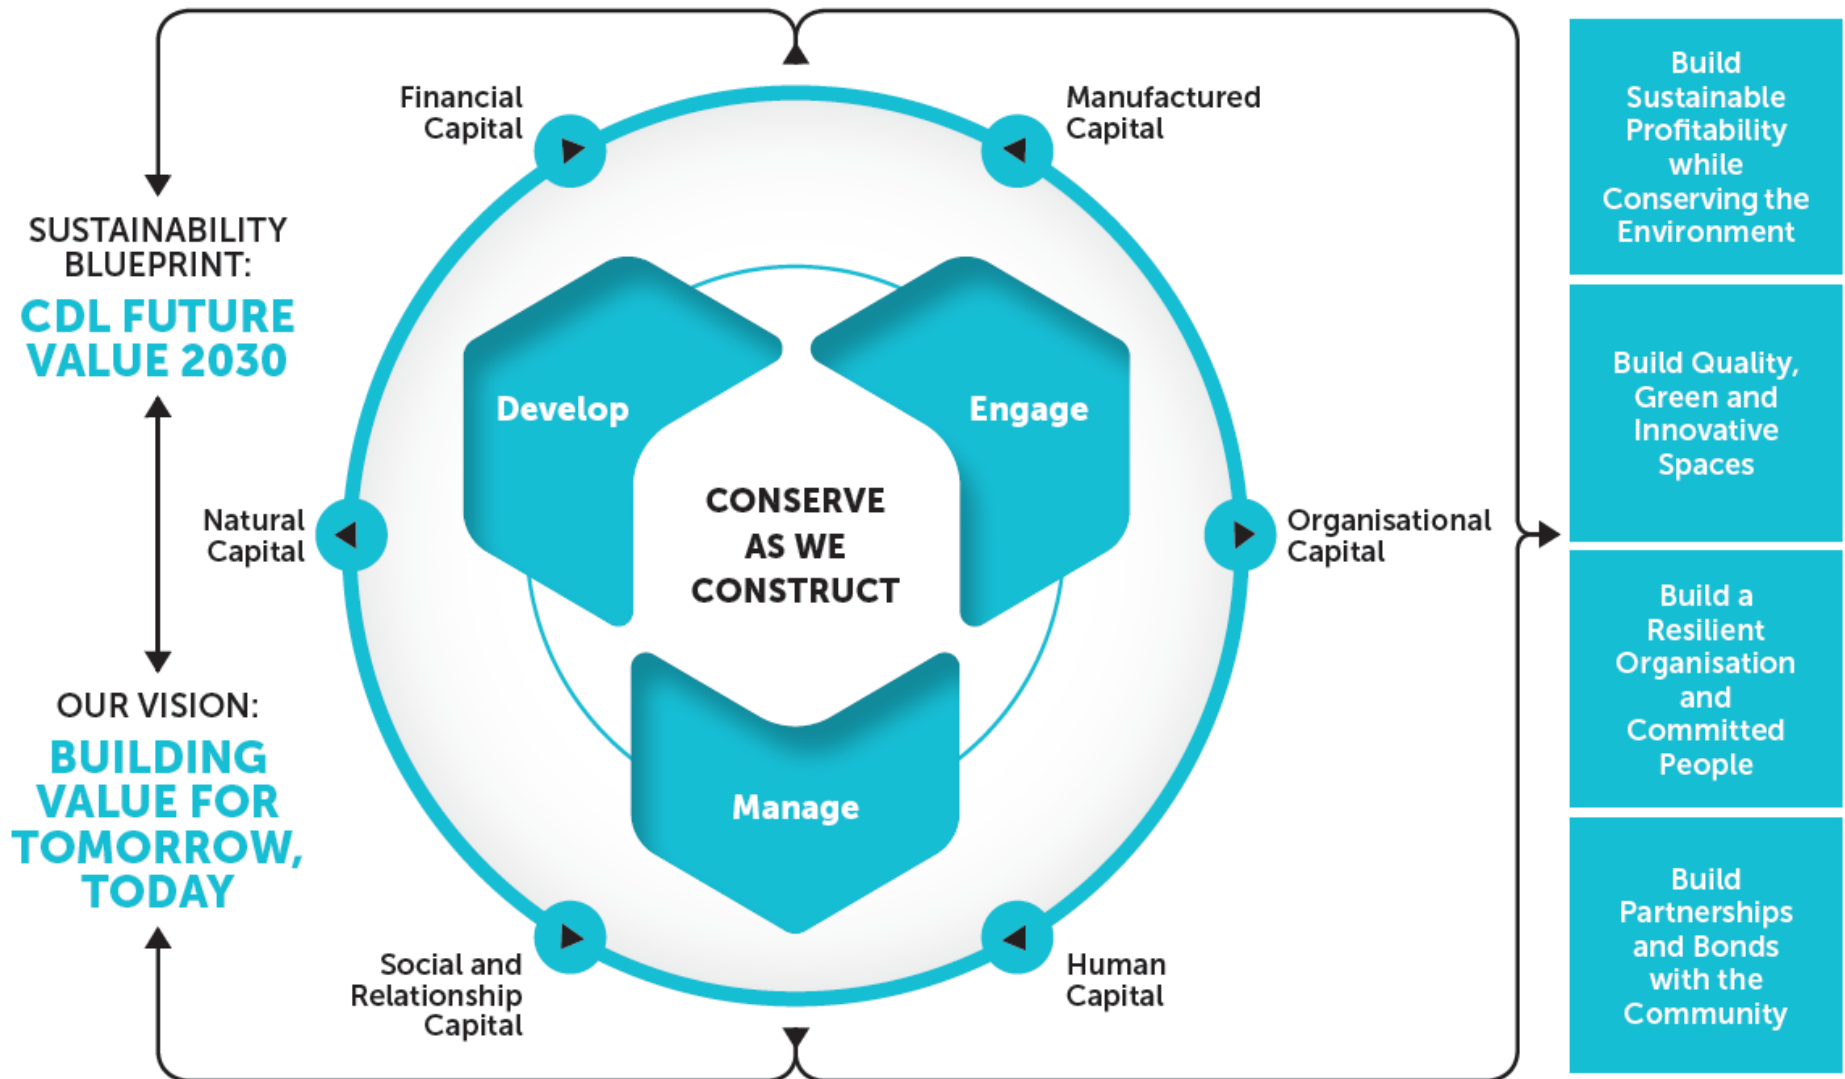 SUSTAINABILITY
BLUEPRINT:
CDL FUTURE
VALUE 2030
OUR VISION:
BUILDING
VALUE FOR
TOMORROW,
TODAY
Financial
Capital
Manufactured
Capital
Natural
Capital
Organisational
Capital
Social and
Relationship
Capital
Human
Capital
Develop
Engage
CONSERVE
AS WE
CONSTRUCT
Manage
Build
Sustainable
Profitability
while
Conserving the
Environment
Build Quality,
Green and
Innovative
Spaces
Build a
Resilient
Organisation
and
Committed
People
Build
Partnerships
and Bonds
with the
Community